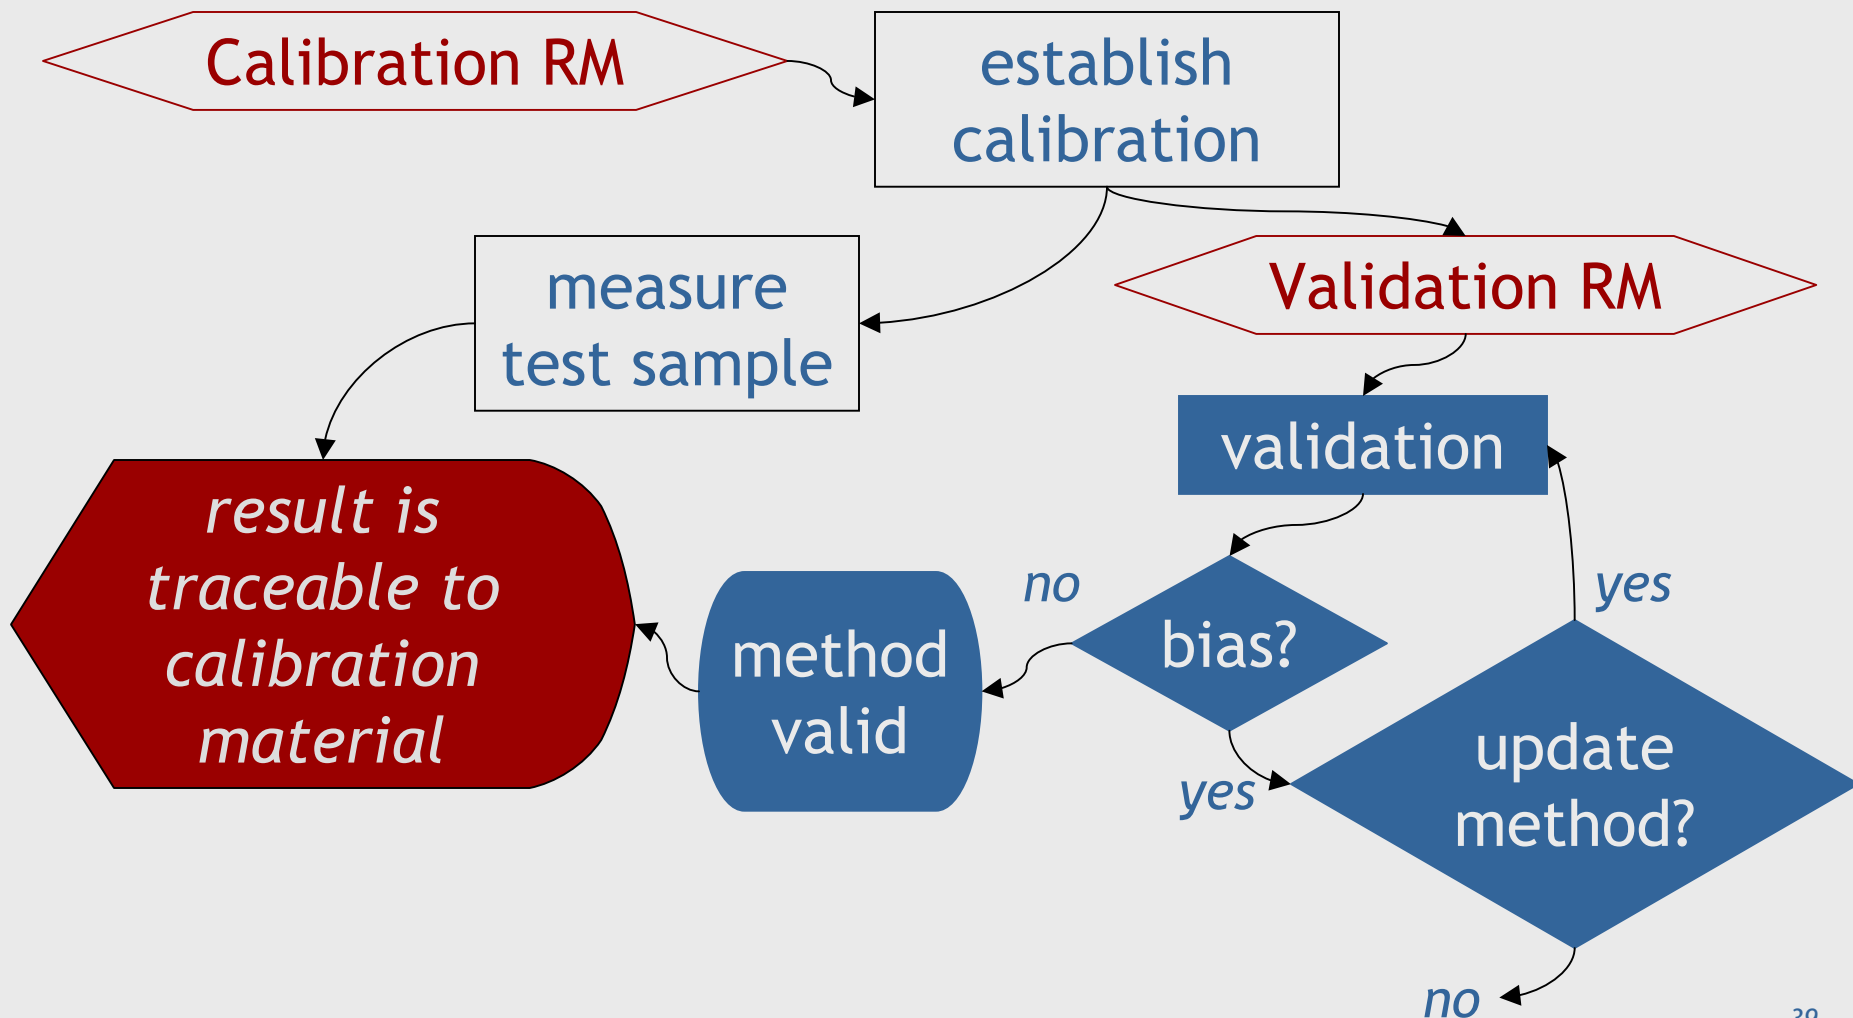 Calibration RM
establish
calibration
measure
test sample
Validation RM
validation
result is
traceable to
calibration
material
no
bias?
yes
method
valid
yes
update
method?
no